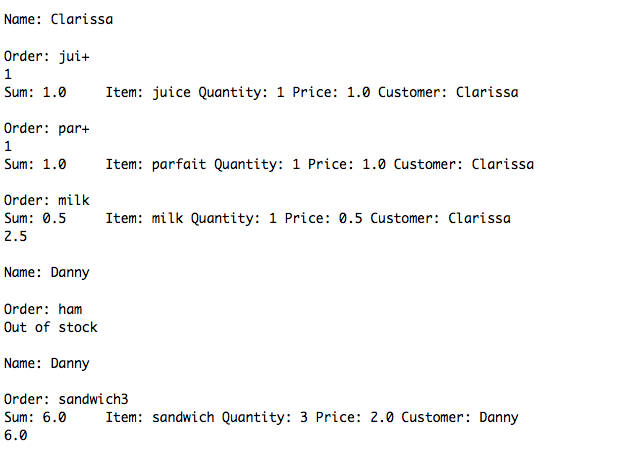 Name: Clarissa
Order: jui+
1
Sum: 1.0     Item: juice Quantity: 1 Price: 1.0 Customer: Clarissa
Order: par+
1
Sum: 1.0     Item: parfait Quantity: 1 Price: 1.0 Customer: Clarissa
Order: milk
Sum: 0.5     Item: milk Quantity: 1 Price: 0.5 Customer: Clarissa
2.5
Name: Danny
Order: ham
Out of stock
Name: Danny
Order: sandwich3
Sum: 6.0     Item: sandwich Quantity: 3 Price: 2.0 Customer: Danny
6.0